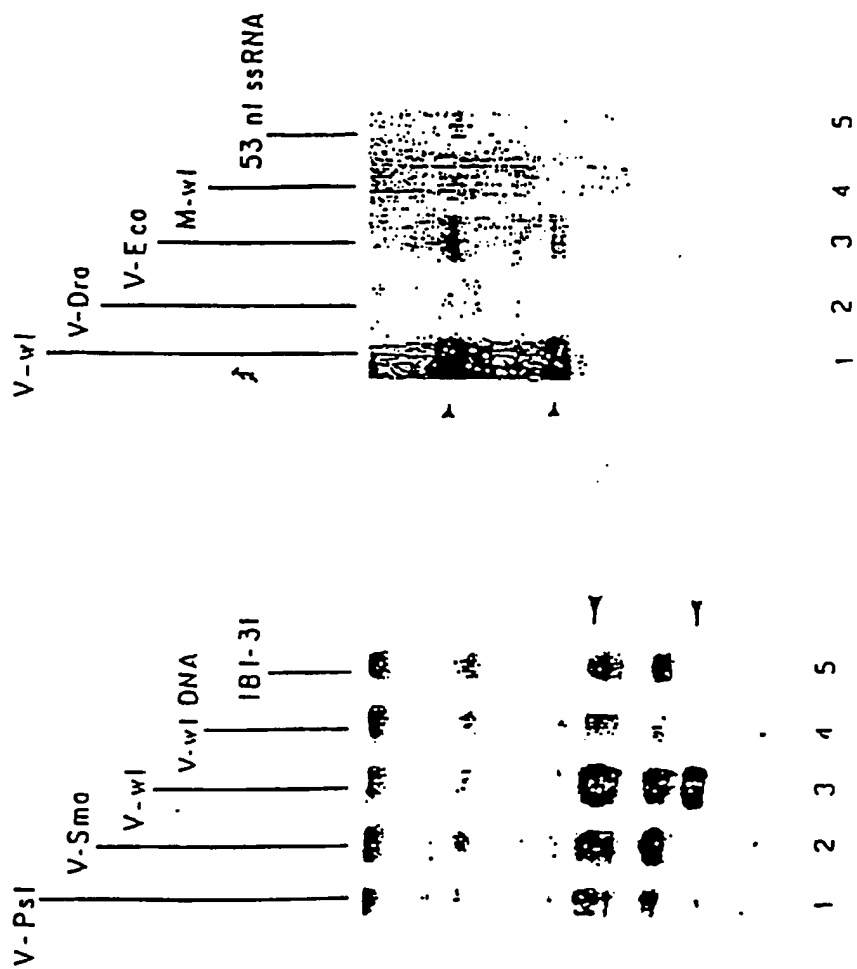 V-wl
V-Dra
V-Eco
M-wl
53 nl ssRNA
1 2 3 4 5
V-Psl
V-Sma
V-wl
V-wl DNA
181-31
1 2 3 4 5